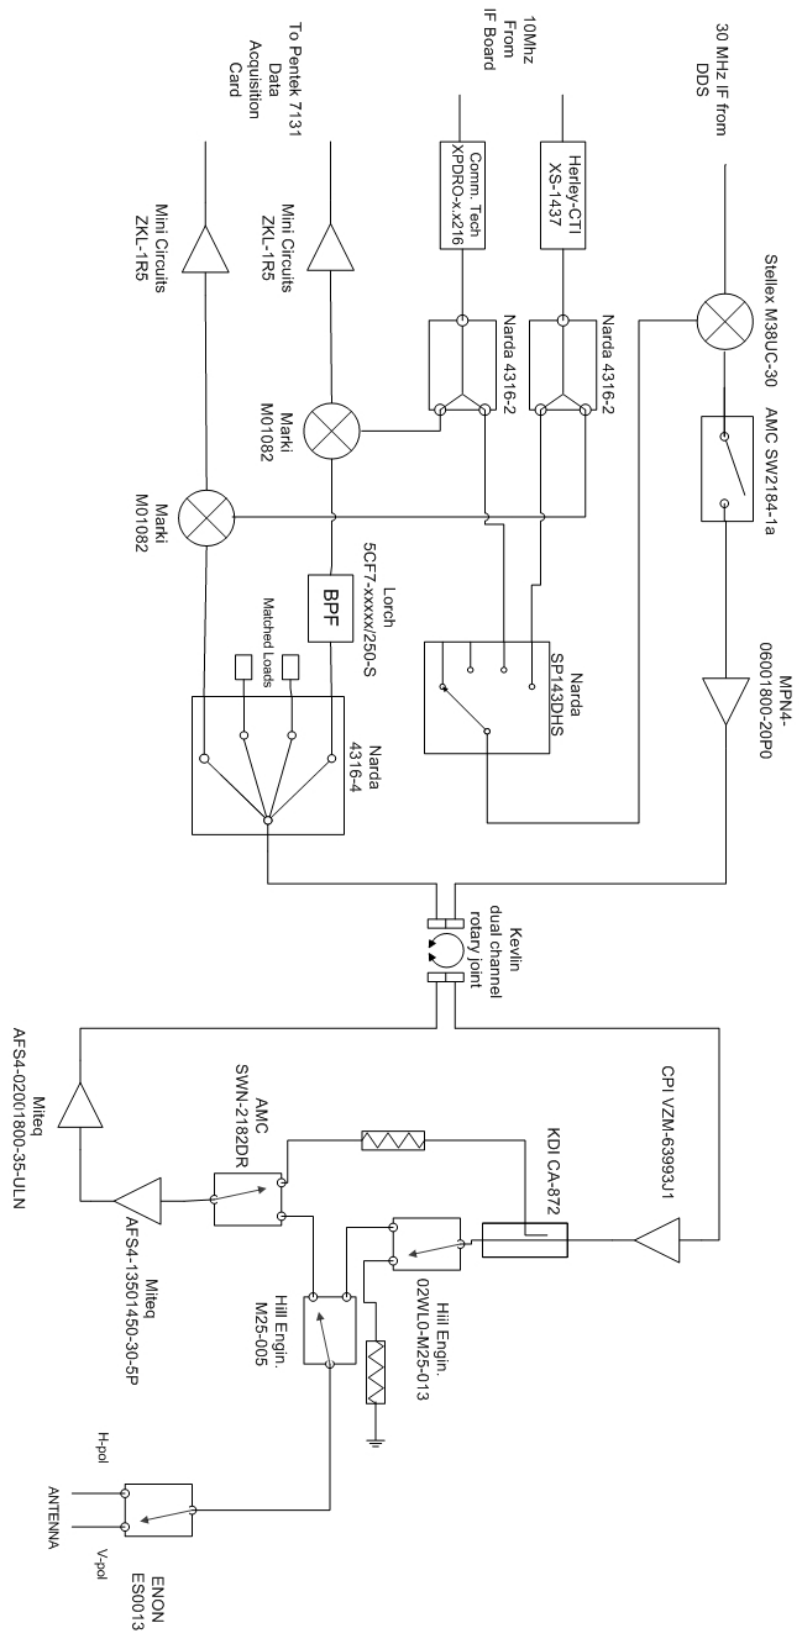 30 MHz IF from
DDS
Stellex M38UC-30
AMC SW2184-1a
MPN4-
06001800-20P0
10Mhz
From
IF Board
Herley-CTI
XS-1437
Narda 4316-2
Comm. Tech
XPDRO-x.x216
Narda 4316-2
Narda
SP143DHS
To Pentek 7131
Data
Acquisition
Card
Mini Circuits
ZKL-1R5
Marki
M01082
Lorch
5CF7-xxxxx/250-S
BPF
Mini Circuits
ZKL-1R5
Marki
M01082
Matched Loads
Narda
4316-4
Kevlin
dual channel
rotary joint
CPI VZM-63993J1
KDI CA-872
Hill Engin.
02WL0-M25-013
AMC
SWN-2182DR
Hill Engin.
M25-005
Miteq
AFS4-02001800-35-ULN
Miteq
AFS4-13501450-30-5P
H-pol
ANTENNA
V-pol
ENON
ES0013